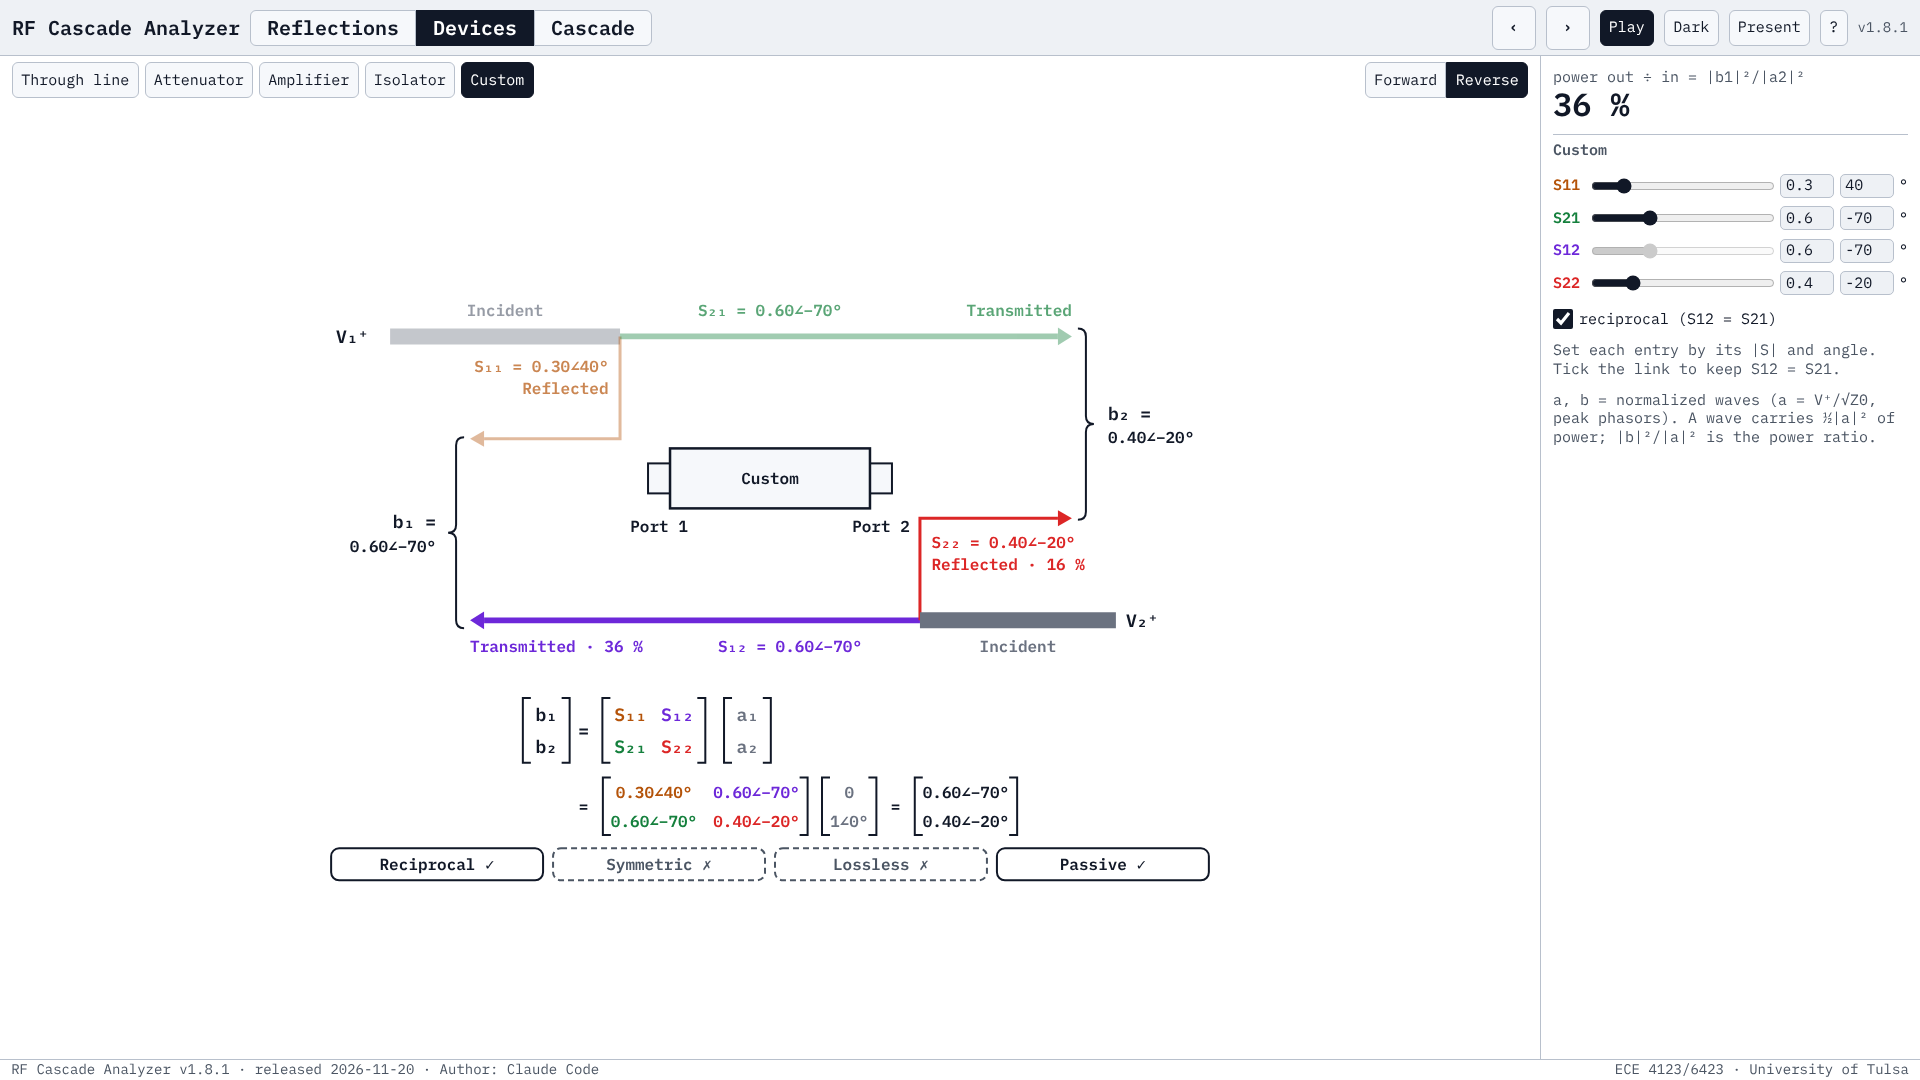 RF Cascade Analyzer Reflections Devices Cascade ‹ › Play Dark Present ? v1.8.1
Through line Attenuator Amplifier Isolator Custom Forward Reverse
power out ÷ in = |b1|²/|a2|²
36 %
Custom
S11 0.3 40 °
S21 0.6 -70 °
S12 0.6 -70 °
S22 0.4 -20 °
reciprocal (S12 = S21)
Set each entry by its |S| and angle.
Tick the link to keep S12 = S21.
a, b = normalized waves (a = V⁺/√Z0,
peak phasors). A wave carries ½|a|² of
power; |b|²/|a|² is the power ratio.
Incident S₂₁ = 0.60∠−70° Transmitted
V₁⁺
S₁₁ = 0.30∠40°
Reflected
b₂ =
0.40∠−20°
Custom
Port 1 Port 2
b₁ =
0.60∠−70°
S₂₂ = 0.40∠−20°
Reflected · 16 %
V₂⁺
Transmitted · 36 % S₁₂ = 0.60∠−70° Incident
b₁ S₁₁ S₁₂ a₁
=
b₂ S₂₁ S₂₂ a₂
0.30∠40° 0.60∠−70° 0 0.60∠−70°
= =
0.60∠−70° 0.40∠−20° 1∠0° 0.40∠−20°
Reciprocal ✓ Symmetric ✗ Lossless ✗ Passive ✓
RF Cascade Analyzer v1.8.1 · released 2026-11-20 · Author: Claude Code ECE 4123/6423 · University of Tulsa